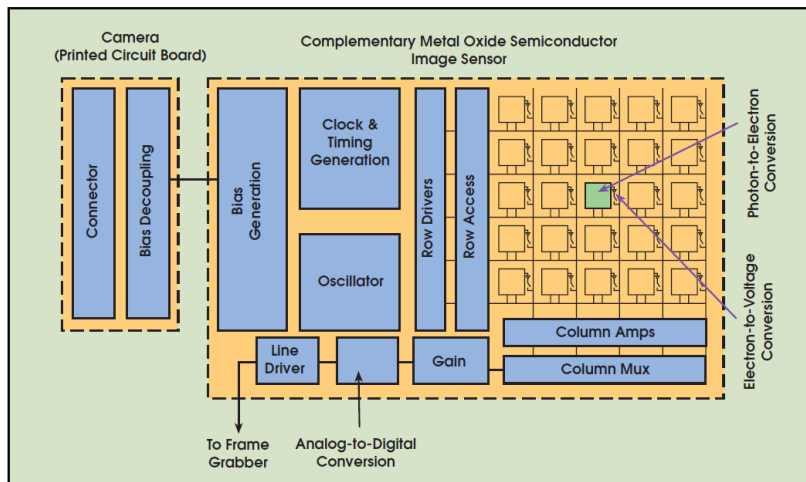 Camera
(Printed Circuit Board)
Complementary Metal Oxide Semiconductor
Image Sensor
Connector
Bias Decoupling
Bias
Generation
Clock &
Timing
Generation
Oscillator
Row Drivers
Row Access
Photon-to-Electron
Conversion
Electron-to-Voltage
Conversion
Column Amps
Column Mux
Line
Driver
Gain
To Frame
Grabber
Analog-to-Digital
Conversion